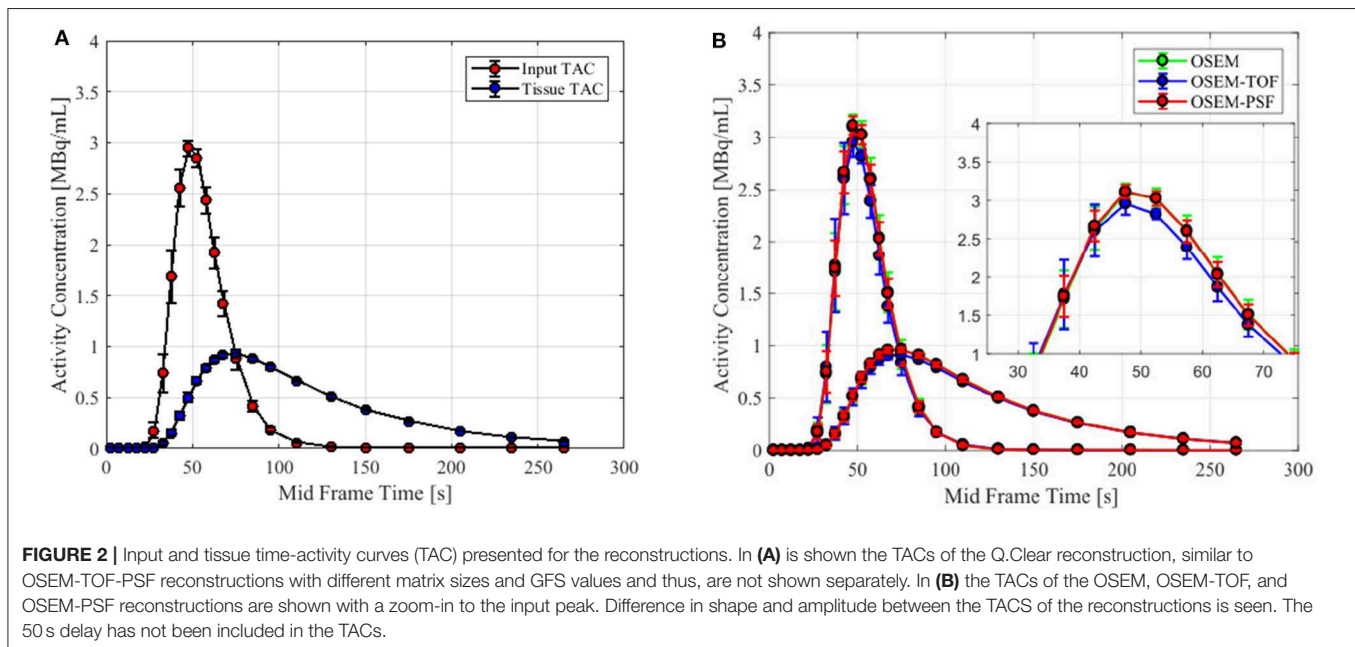 A
Activity Concentration [MBq/mL]
4
3.5
3
2.5
2
1.5
1
0.5
0
0 50 100 150 200 250 300
Mid Frame Time [s]
Input TAC
Tissue TAC
B
Activity Concentration [MBq/mL]
4
3.5
3
2.5
2
1.5
1
0.5
0
0 50 100 150 200 250 300
Mid Frame Time [s]
OSEM
OSEM-TOF
OSEM-PSF
4
3.5
3
2.5
2
1.5
1
30 40 50 60 70
FIGURE 2 | Input and tissue time-activity curves (TAC) presented for the reconstructions. In (A) is shown the TACs of the Q.Clear reconstruction, similar to
OSEM-TOF-PSF reconstructions with different matrix sizes and GFS values and thus, are not shown separately. In (B) the TACs of the OSEM, OSEM-TOF, and
OSEM-PSF reconstructions are shown with a zoom-in to the input peak. Difference in shape and amplitude between the TACS of the reconstructions is seen. The
50 s delay has not been included in the TACs.